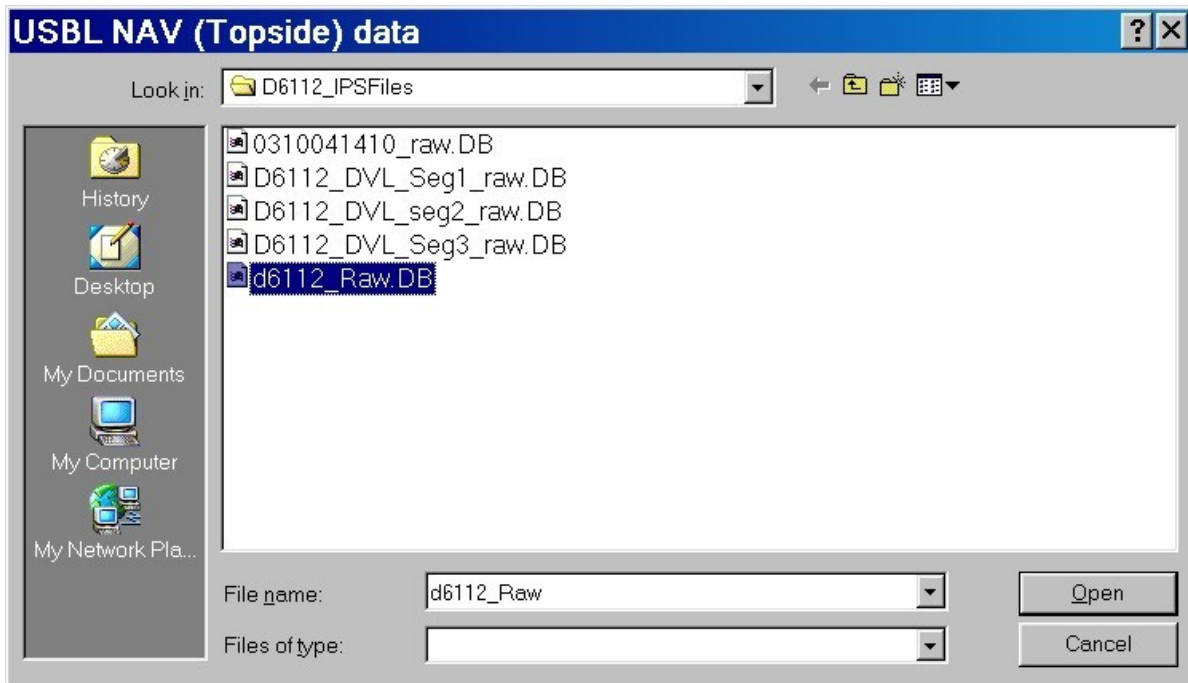 USBL NAV (Topside) data
Look in: D6112_IPSFiles
History
Desktop
My Documents
My Computer
My Network Pla...
0310041410_raw.DB
D6112_DVL_Seg1_raw.DB
D6112_DVL_seg2_raw.DB
D6112_DVL_Seg3_raw.DB
d6112_Raw.DB
File name: d6112_Raw Open
Files of type: Cancel